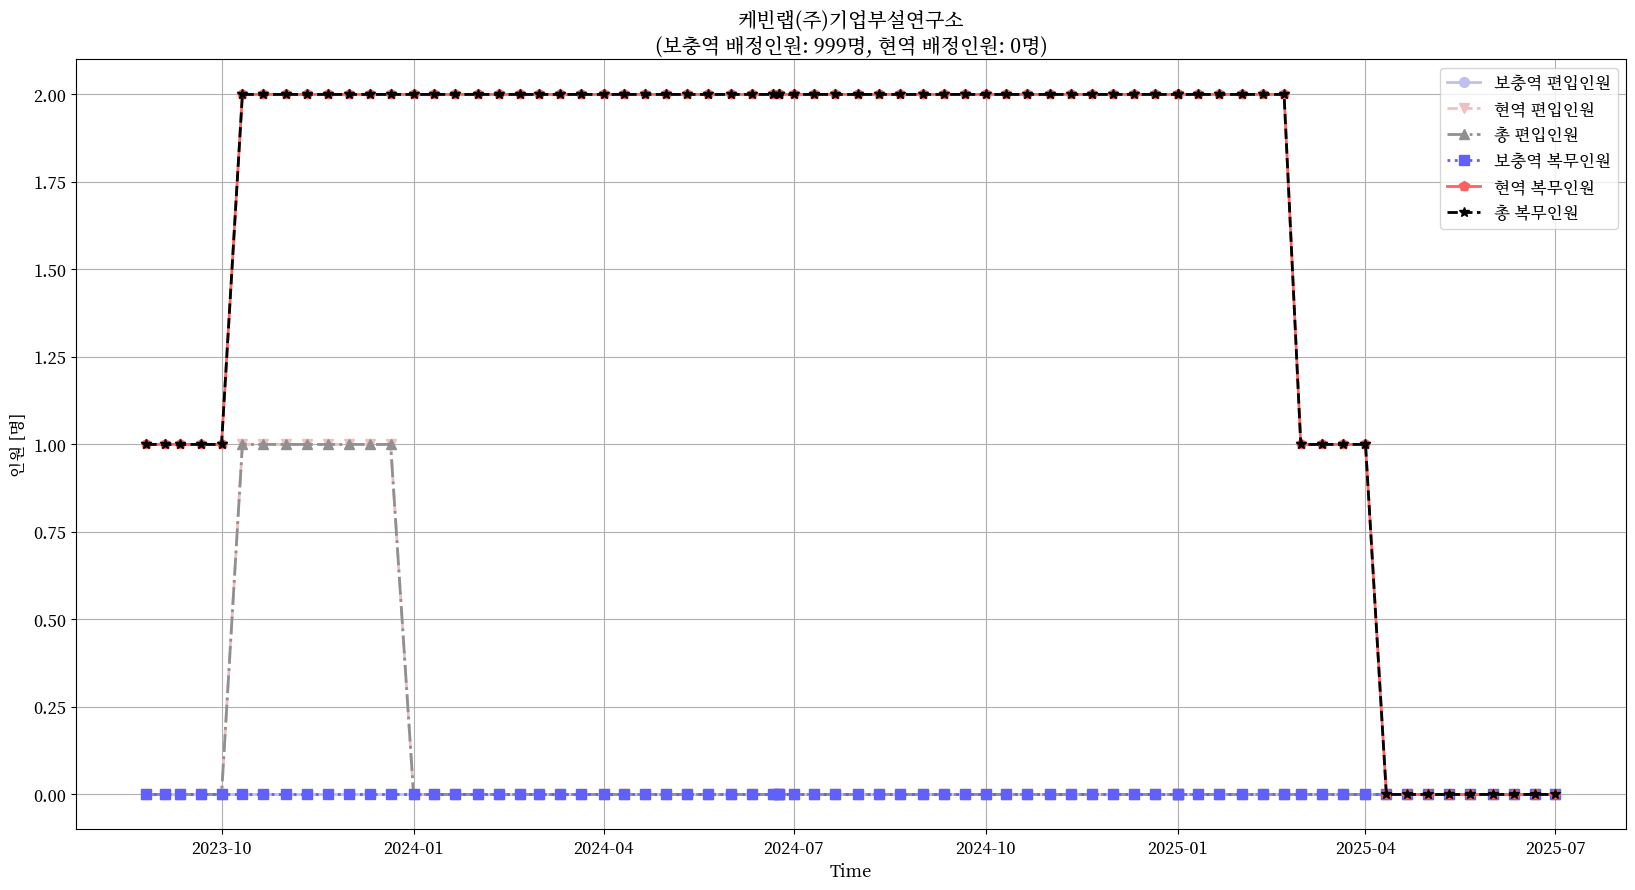 케빈랩(주)기업부설연구소
(보충역 배정인원: 999명, 현역 배정인원: 0명)
보충역 편입인원
현역 편입인원
총 편입인원
보충역 복무인원
현역 복무인원
총 복무인원
인원 [명]
2.00
1.75
1.50
1.25
1.00
0.75
0.50
0.25
0.00
2023-10
2024-01
2024-04
2024-07
2024-10
2025-01
2025-04
2025-07
Time